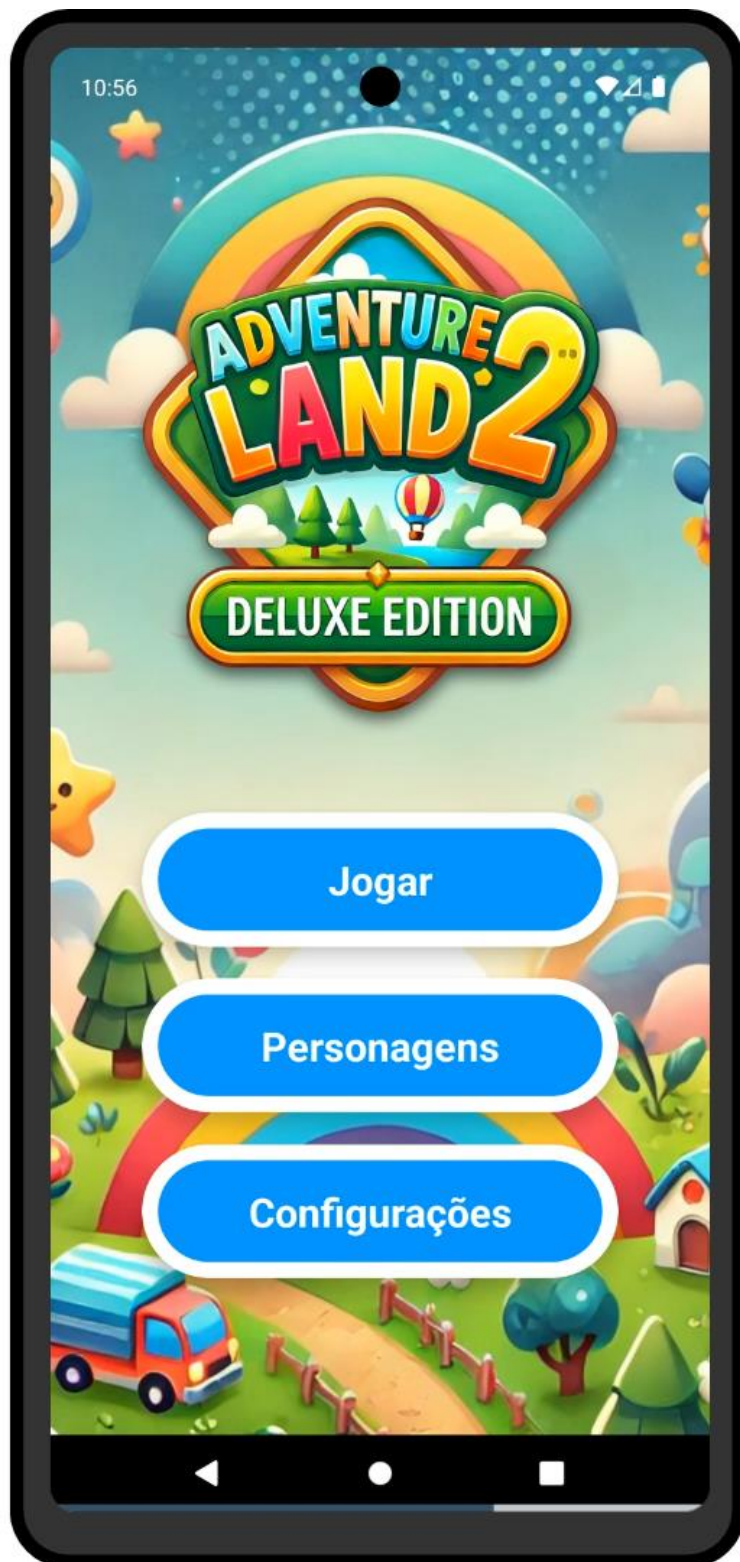 10:56
ADVENTURE
LAND 2
DELUXE EDITION
Jogar
Personagens
Configurações